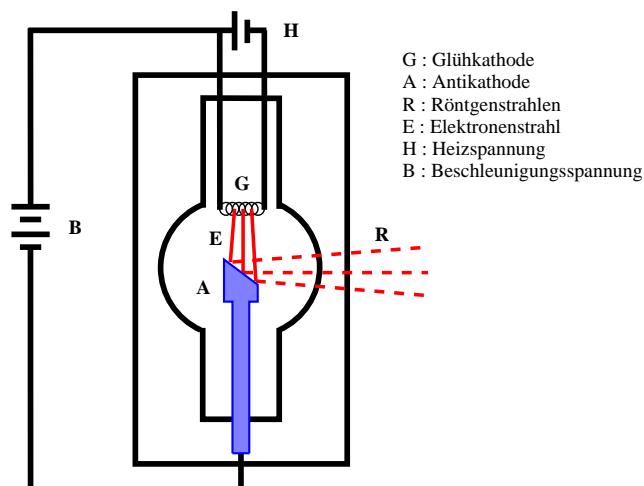 H
G : Glühkathode
A : Antikathode
R : Röntgenstrahlen
E : Elektronenstrahl
H : Heizspannung
B : Beschleunigungsspannung
G
B
E
R
A